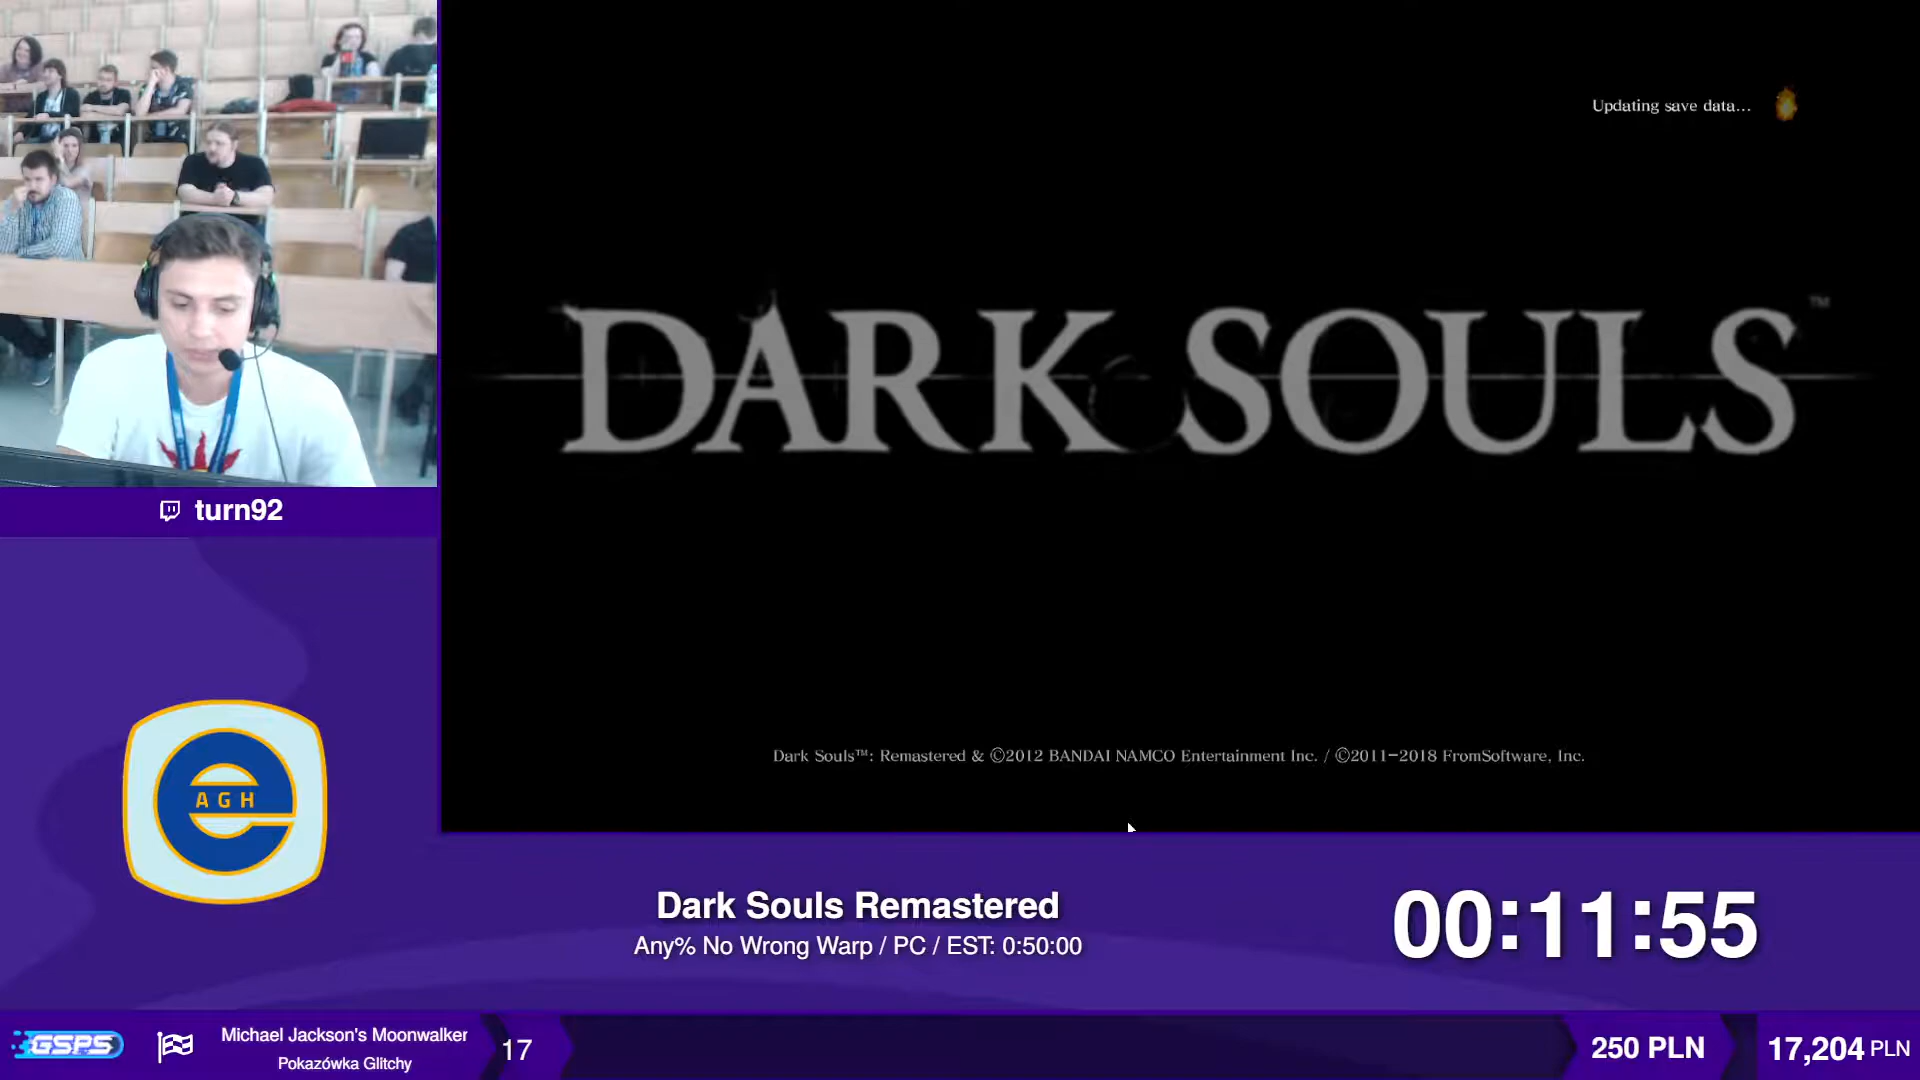 Updating save data...
DARK SOULS™
Dark Souls™: Remastered & ©2012 BANDAI NAMCO Entertainment Inc. / ©2011-2018 FromSoftware, Inc.
turn92
AGH
e
Dark Souls Remastered
Any% No Wrong Warp / PC / EST: 0:50:00
00:11:55
GSPS
Michael Jackson's Moonwalker
Pokazówka Glitchy
17
250 PLN
17,204 PLN